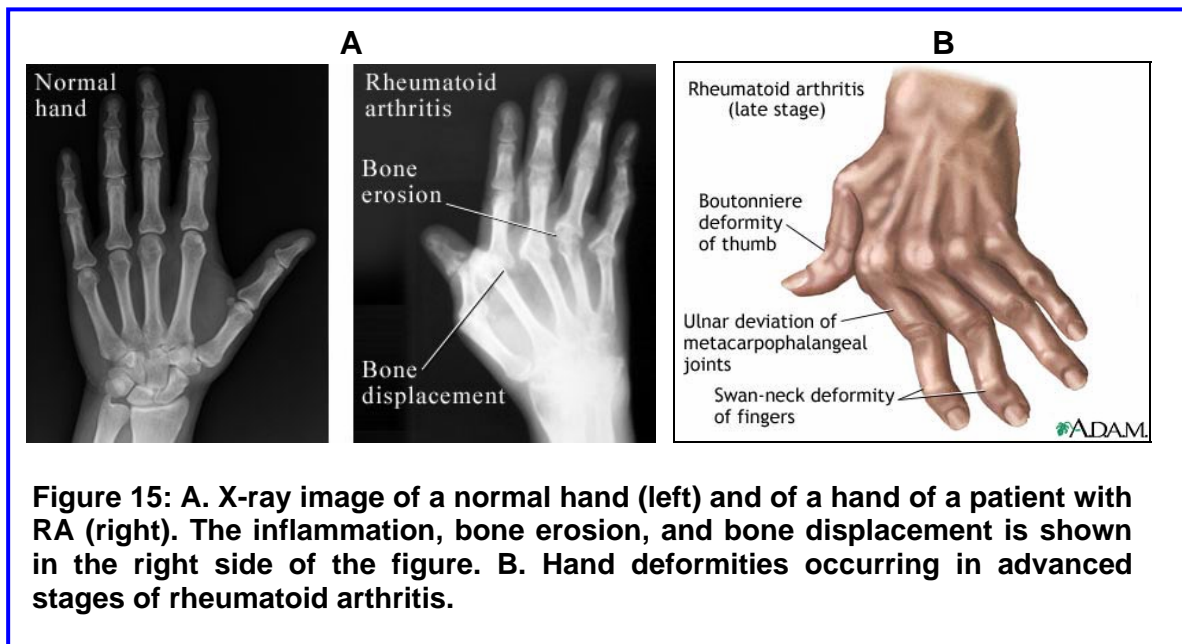 A
B
Normal
hand
Rheumatoid
arthritis
Bone
erosion
Bone
displacement
Rheumatoid arthritis
(late stage)
Boutonniere
deformity
of thumb
Ulnar deviation of
metacarpophalangeal
joints
Swan-neck deformity
of fingers
A.D.A.M.
Figure 15: A. X-ray image of a normal hand (left) and of a hand of a patient with
RA (right). The inflammation, bone erosion, and bone displacement is shown
in the right side of the figure. B. Hand deformities occurring in advanced
stages of rheumatoid arthritis.